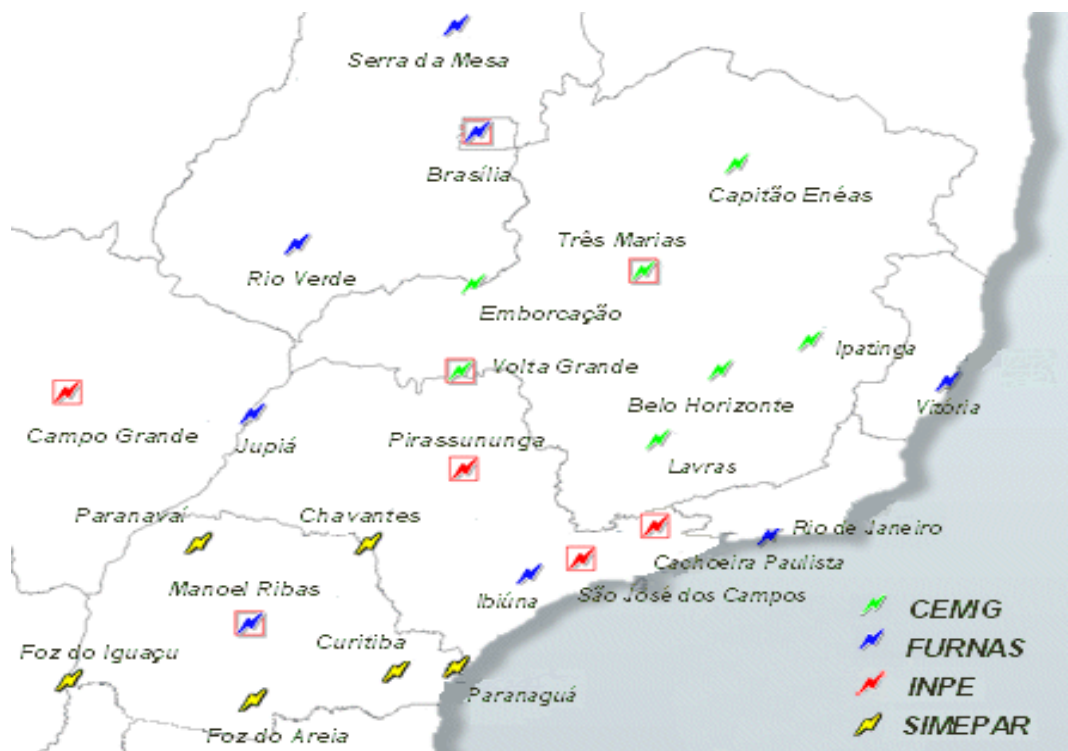 Serra da Mesa
Brasília
Capitão Enéas
Três Marias
Rio Verde
Emborcação
Ipatinga
Volta Grande
Belo Horizonte
Vitória
Campo Grande
Jupiá
Pirassununga
Lavras
Paranavaí
Chavantes
Rio de Janeiro
Cachoeira Paulista
Manoel Ribas
Ibiúna
São José dos Campos
CEMIG
Curitiba
Foz do Iguaçu
FURNAS
Paranaguá
INPE
Foz do Areia
SIMEPAR